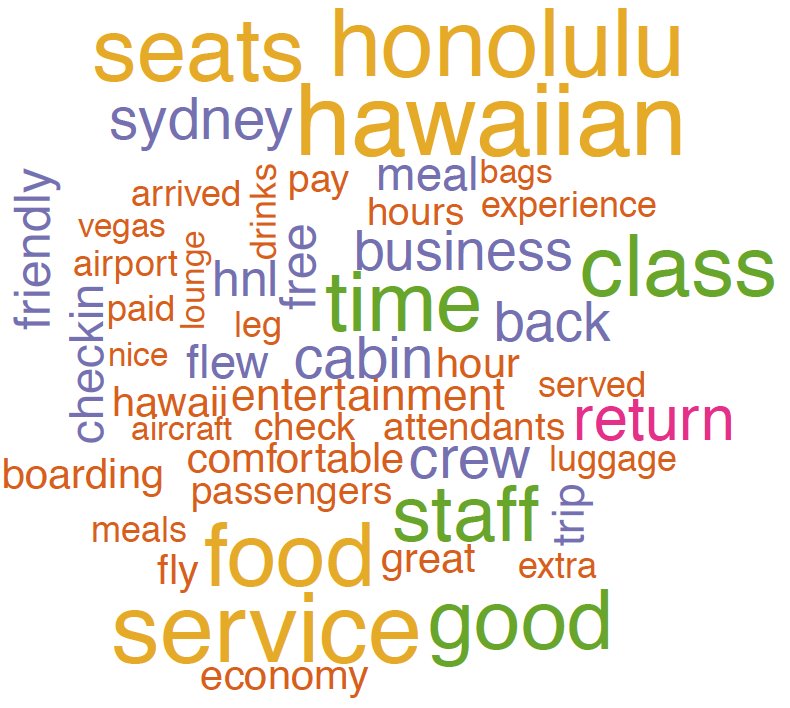 seats
honolulu
sydney
hawaiian
friendly
arrived
drinks
pay
meal
bags
vegas
hours
experience
airport
lounge
hnl
free
business
class
checkin
paid
leg
time
back
nice
flew
cabin
hour
hawaii
entertainment
served
aircraft
check
attendants
return
boarding
comfortable
crew
luggage
passengers
staff
trip
meals
fly
food
great
extra
service
good
economy